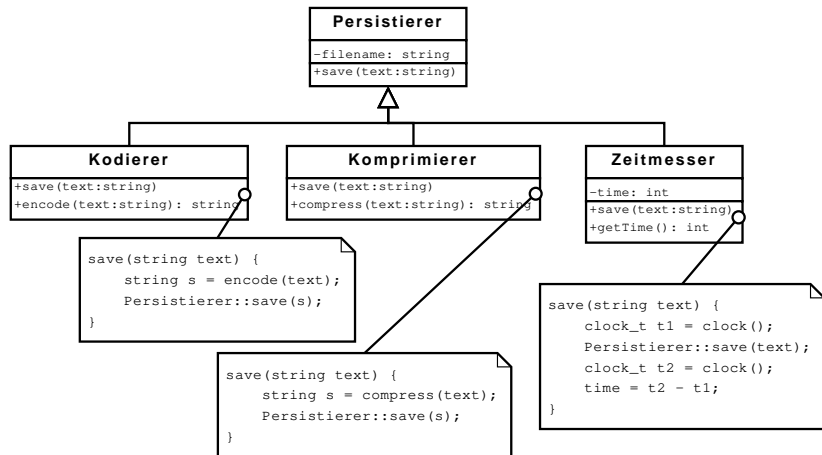 Persistierer
-filename: string
+save(text:string)
Kodierer
+save(text:string)
+encode(text:string): string
Komprimierer
+save(text:string)
+compress(text:string): string
Zeitmesser
-time: int
+save(text:string)
+getTime(): int
save(string text) {
string s = encode(text);
Persistierer::save(s);
}
save(string text) {
string s = compress(text);
Persistierer::save(s);
}
save(string text) {
clock_t t1 = clock();
Persistierer::save(text);
clock_t t2 = clock();
time = t2 - t1;
}